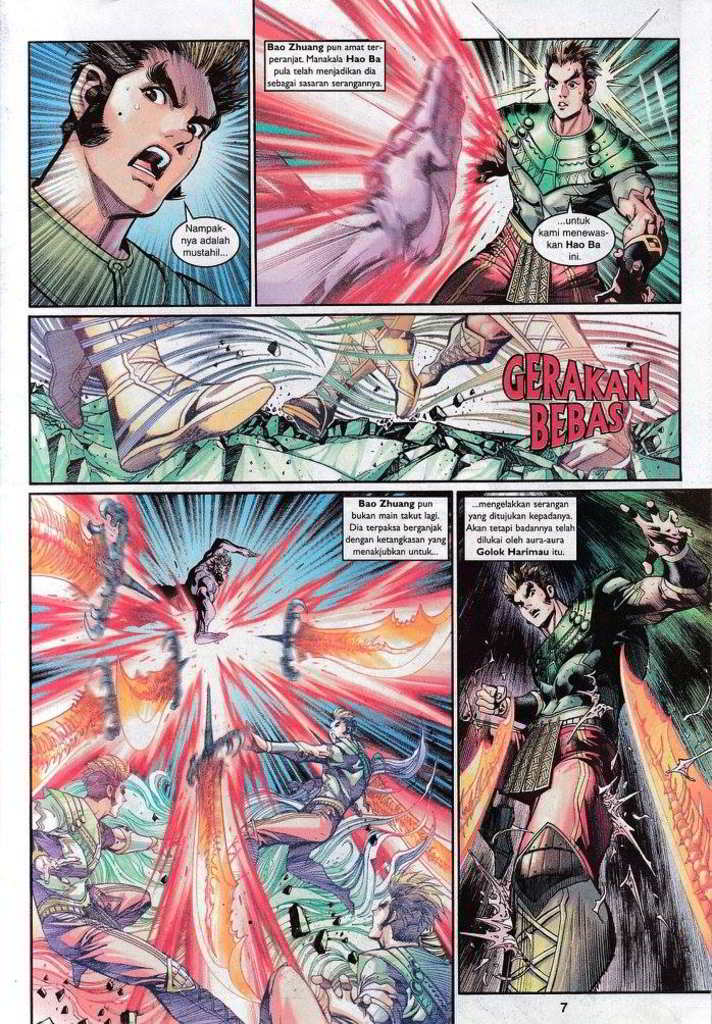 Nampak-
nya adalah
mustahil...
Bao Zhuang pun amat ter-
peranjat. Manakala Hao Ba
pula telah menjadikan dia
sebagai sasaran serangannya.
...untuk
kami menewas-
kan Hao Ba
ini.
GERAKAN
BEBAS
Bao Zhuang pun
bukan main takut lagi.
Dia terpaksa berganjak
dengan ketangkasan yang
menakjubkan untuk...
...mengelakkan serangan
yang ditujukan kepadanya.
Akan tetapi badannya telah
dilukai oleh aura-aura
Golok Harimau itu.
7